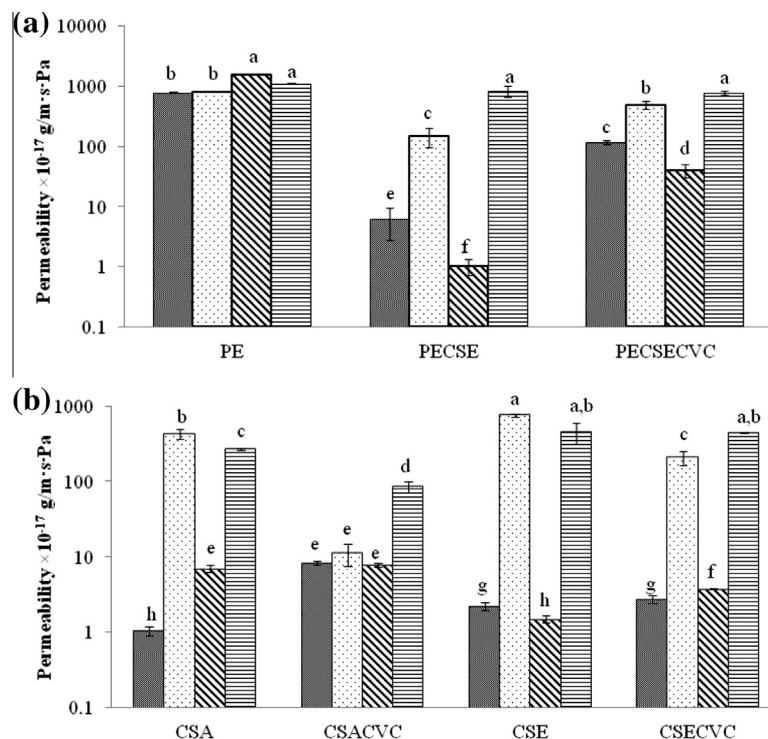 (a)
Permeability ×10⁻¹⁷ g/m·s·Pa
10000
1000
100
10
1
0.1
b b a a
e c f a
c b d a
PE PECSE PECSECVC
(b)
Permeability ×10⁻¹⁷ g/m·s·Pa
1000
100
10
1
0.1
h b e c
e e e d
g a h a,b
g c f a,b
CSA CSACVC CSE CSECVC